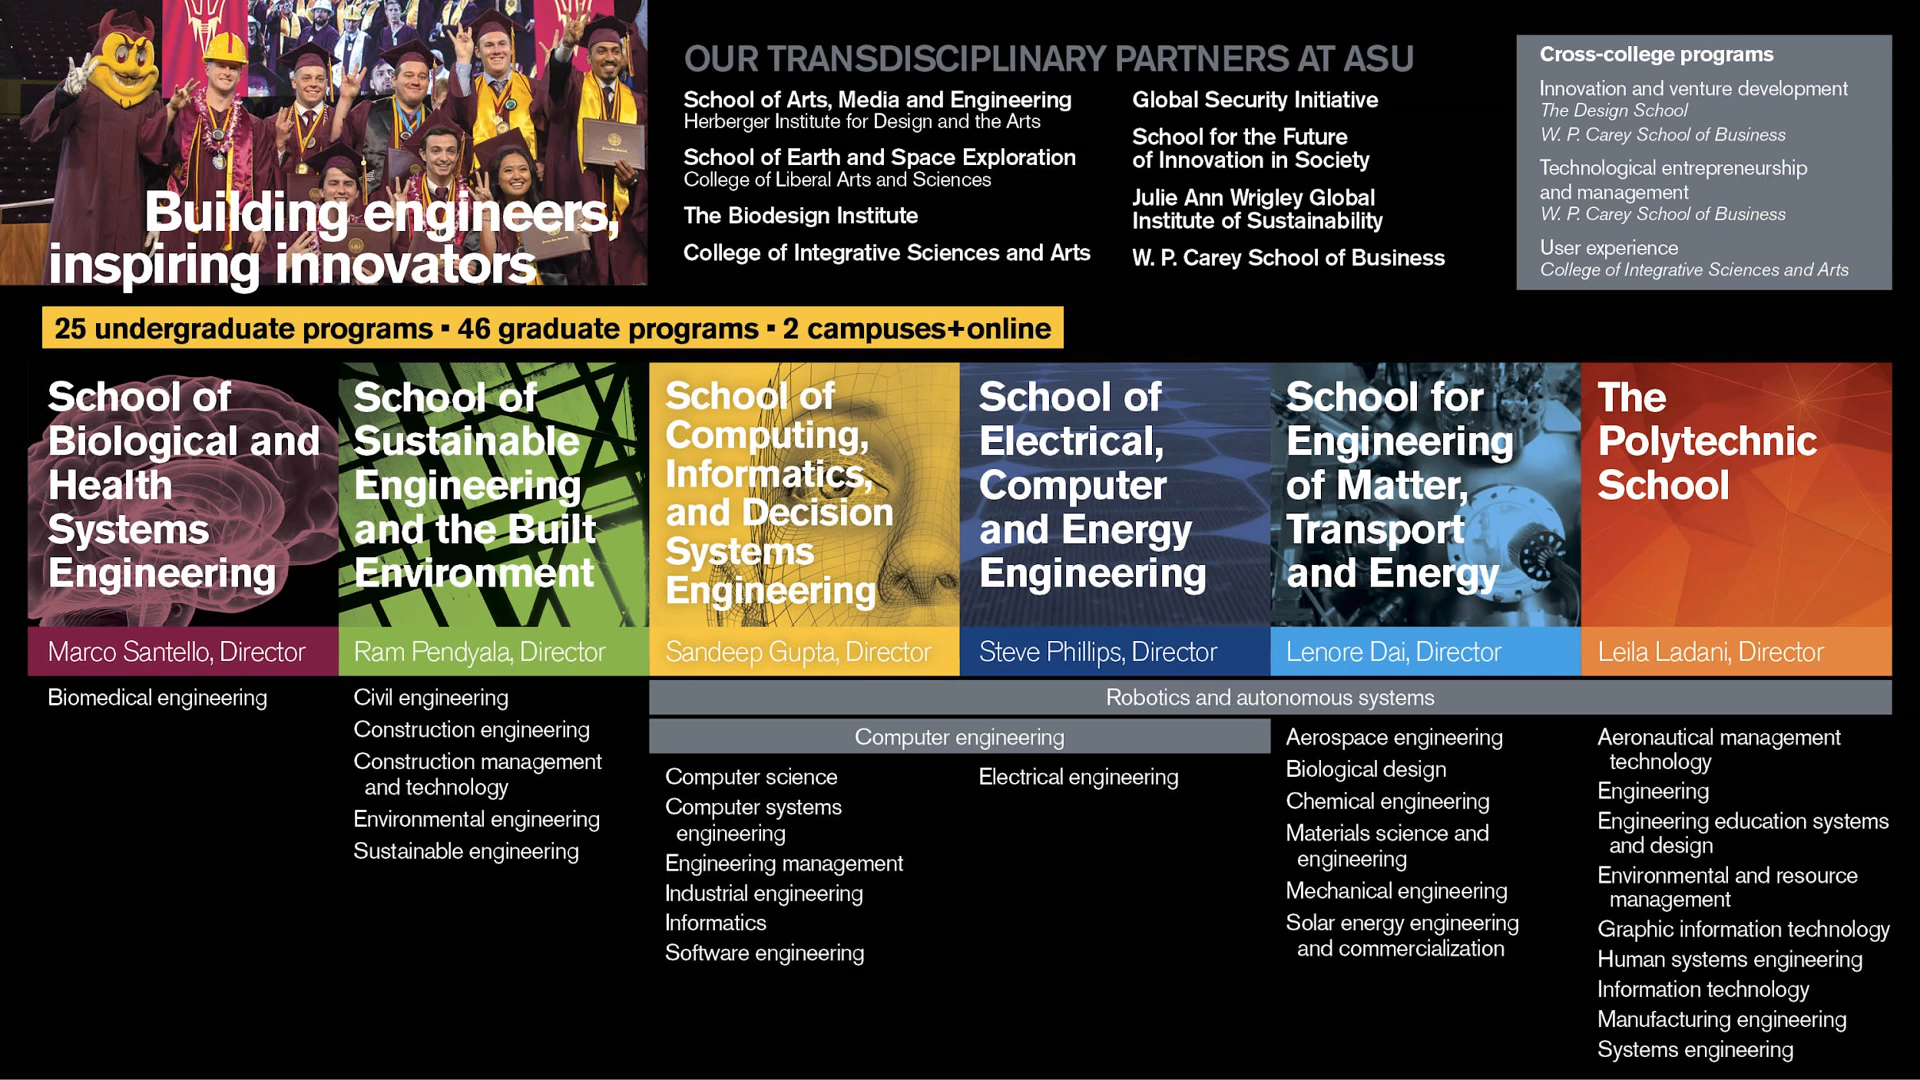 Building engineers,
inspiring innovators
OUR TRANSDISCIPLINARY PARTNERS AT ASU
School of Arts, Media and Engineering
Herberger Institute for Design and the Arts
School of Earth and Space Exploration
College of Liberal Arts and Sciences
The Biodesign Institute
College of Integrative Sciences and Arts
Global Security Initiative
School for the Future
of Innovation in Society
Julie Ann Wrigley Global
Institute of Sustainability
W. P. Carey School of Business
Cross-college programs
Innovation and venture development
The Design School
W. P. Carey School of Business
Technological entrepreneurship
and management
W. P. Carey School of Business
User experience
College of Integrative Sciences and Arts
25 undergraduate programs ▪ 46 graduate programs ▪ 2 campuses+online
School of
Biological and
Health
Systems
Engineering
Marco Santello, Director
Biomedical engineering
School of
Sustainable
Engineering
and the Built
Environment
Ram Pendyala, Director
Civil engineering
Construction engineering
Construction management
and technology
Environmental engineering
Sustainable engineering
School of
Computing,
Informatics,
and Decision
Systems
Engineering
Sandeep Gupta, Director
School of
Electrical,
Computer
and Energy
Engineering
Steve Phillips, Director
School for
Engineering
of Matter,
Transport
and Energy
Lenore Dai, Director
The
Polytechnic
School
Leila Ladani, Director
Robotics and autonomous systems
Computer engineering
Computer science
Computer systems
engineering
Engineering management
Industrial engineering
Informatics
Software engineering
Electrical engineering
Aerospace engineering
Biological design
Chemical engineering
Materials science and
engineering
Mechanical engineering
Solar energy engineering
and commercialization
Aeronautical management
technology
Engineering
Engineering education systems
and design
Environmental and resource
management
Graphic information technology
Human systems engineering
Information technology
Manufacturing engineering
Systems engineering